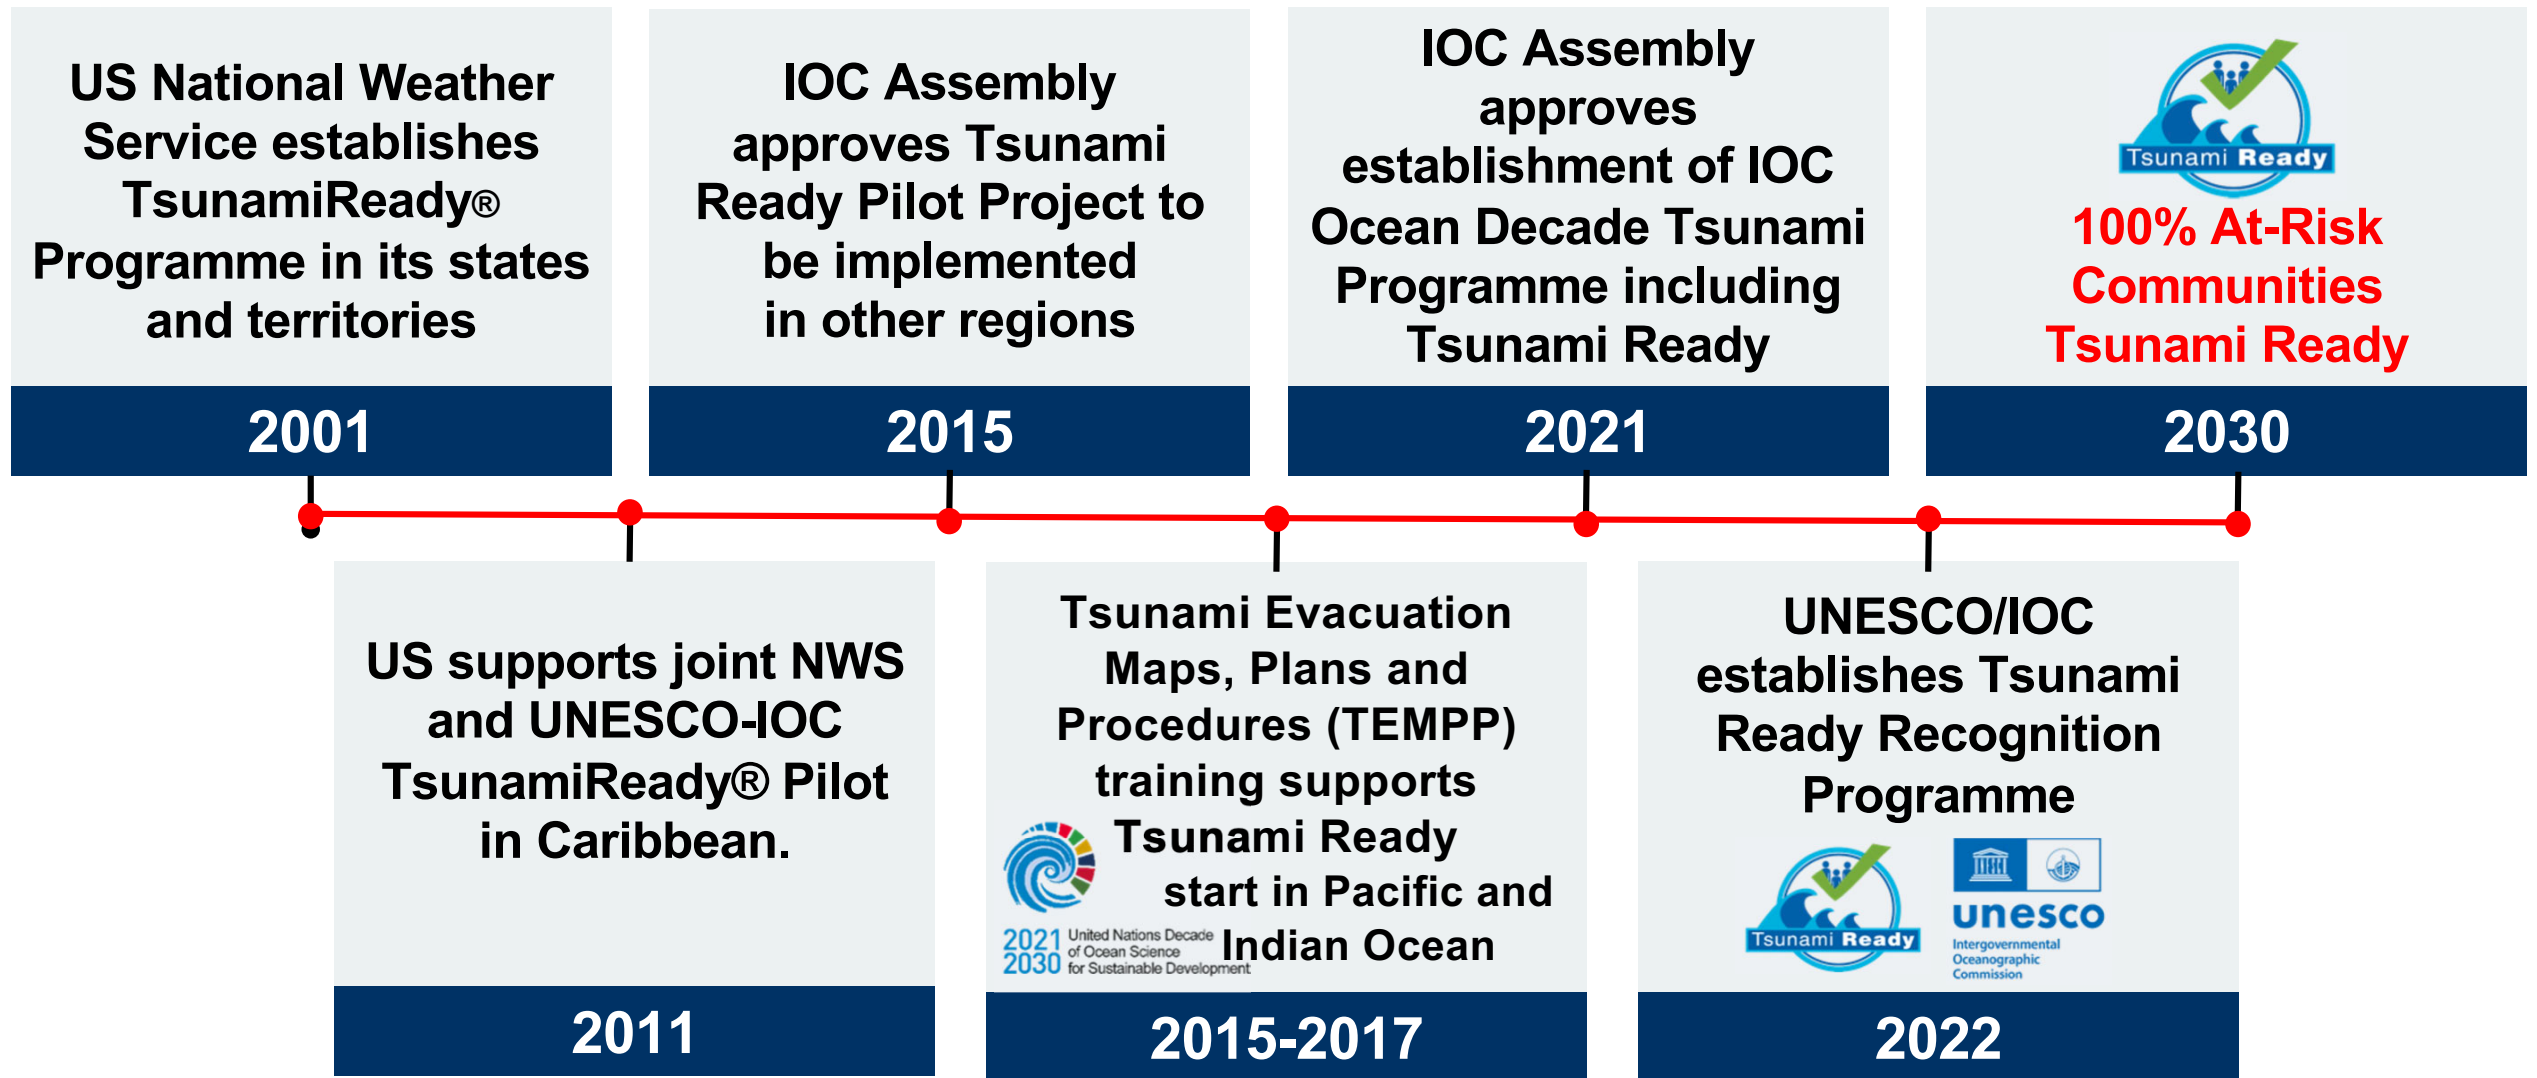 US National Weather
Service establishes
TsunamiReady®
Programme in its states
and territories
2001
IOC Assembly
approves Tsunami
Ready Pilot Project to
be implemented
in other regions
2015
IOC Assembly
approves
establishment of IOC
Ocean Decade Tsunami
Programme including
Tsunami Ready
2021
Tsunami Ready
100% At-Risk
Communities
Tsunami Ready
2030
US supports joint NWS
and UNESCO-IOC
TsunamiReady® Pilot
in Caribbean.
2011
Tsunami Evacuation
Maps, Plans and
Procedures (TEMPP)
training supports
Tsunami Ready
start in Pacific and
Indian Ocean
2021
2030
United Nations Decade
of Ocean Science
for Sustainable Development
2015-2017
UNESCO/IOC
establishes Tsunami
Ready Recognition
Programme
Tsunami Ready
unesco
Intergovernmental
Oceanographic
Commission
2022